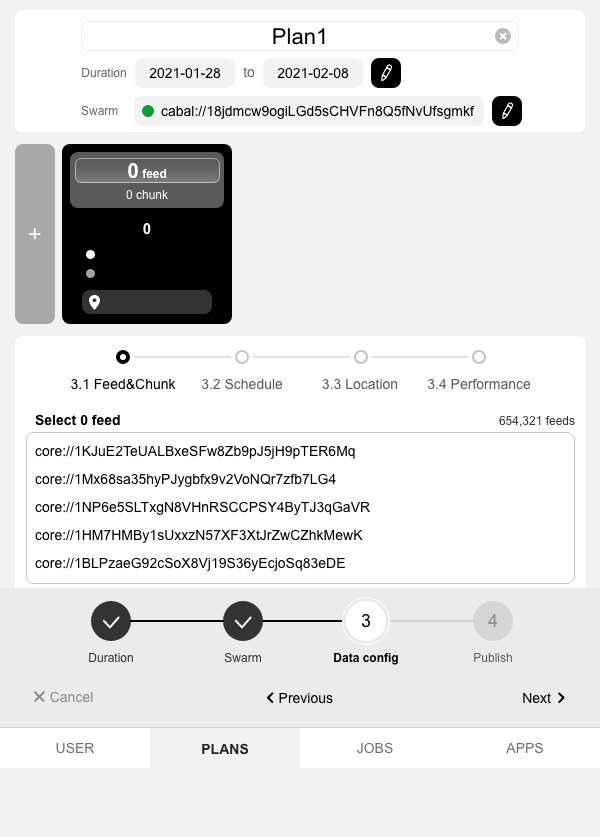 Plan1
Duration 2021-01-28 to 2021-02-08
Swarm cabal://18jdmcw9ogiLGd5sCHVFn8Q5fNvUfsgmkf
+
0 feed
0 chunk
0
3.1 Feed&Chunk 3.2 Schedule 3.3 Location 3.4 Performance
Select 0 feed 654,321 feeds
core://1KJuE2TeUALBxeSFw8Zb9pJ5jH9pTER6Mq
core://1Mx68sa35hyPJygbfx9v2VoNQr7zfb7LG4
core://1NP6e5SLTxgN8VHnRSCCPSY4ByTJ3qGaVR
core://1HM7HMBy1sUxxzN57XF3XtJrZwCZhkMewK
core://1BLPzaeG92cSoX8Vj19S36yEcjoSq83eDE
3 4
Duration Swarm Data config Publish
Cancel Previous Next
USER PLANS JOBS APPS